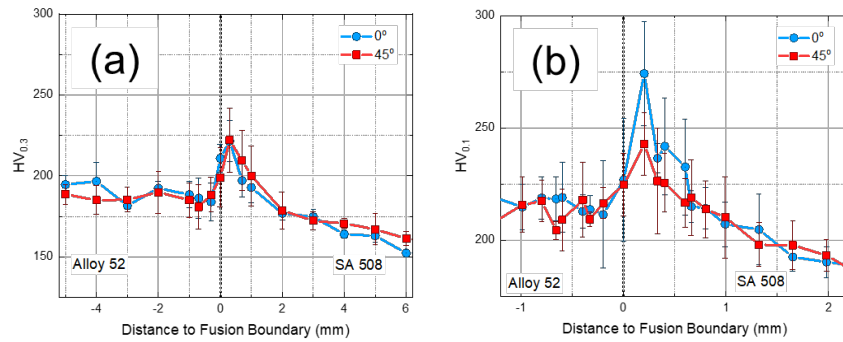 300
250
200
150
HV0.3
(a)
0º
45º
Alloy 52
SA 508
-4 -2 0 2 4 6
Distance to Fusion Boundary (mm)
300
250
200
HV0.1
(b)
0º
45º
Alloy 52
SA 508
-1 0 1 2
Distance to Fusion Boundary (mm)